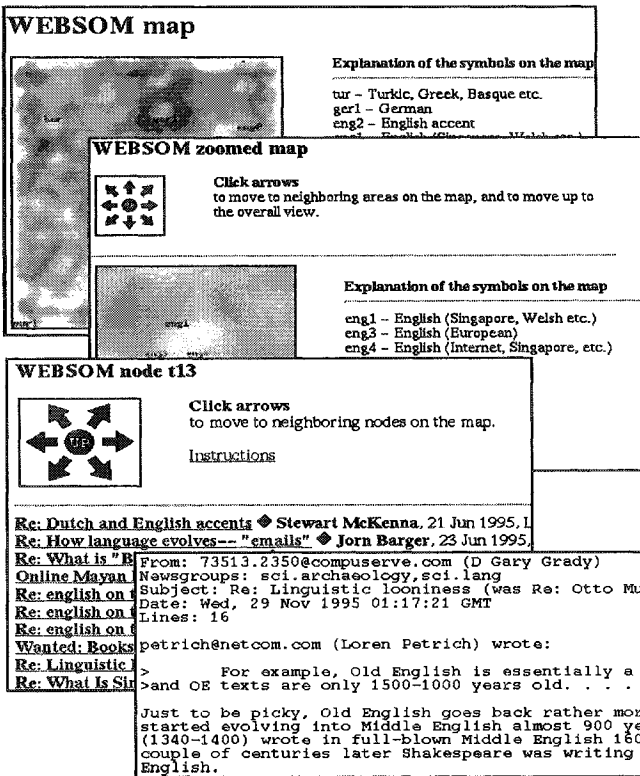 WEBSOM map
Explanation of the symbols on the map
tur – Turkic, Greek, Basque etc.
ger1 – German
eng2 – English accent
WEBSOM zoomed map
Click arrows
to move to neighboring areas on the map, and to move up to
the overall view.
Explanation of the symbols on the map
eng1
eng1 – English (Singapore, Welsh etc.)
eng3 – English (European)
eng4 – English (Internet, Singapore, etc.)
WEBSOM node t13
Click arrows
to move to neighboring nodes on the map.
Instructions
Re: Dutch and English accents ◆ Stewart McKenna, 21 Jun 1995, L
Re: How language evolves-- "emails" ◆ Jorn Barger, 23 Jun 1995,
Re: What is "B
Online Mayan
Re: english on t
Re: english on t
Re: english on t
Wanted: Books
Re: Linguistic
Re: What Is Sin
From: 73513.2350@compuserve.com (D Gary Grady)
Newsgroups: sci.archaeology,sci.lang
Subject: Re: Linguistic looniness (was Re: Otto Mu
Date: Wed, 29 Nov 1995 01:17:21 GMT
Lines: 16
petrich@netcom.com (Loren Petrich) wrote:
> For example, Old English is essentially a
>and OE texts are only 1500-1000 years old. . . .
Just to be picky, Old English goes back rather mor
started evolving into Middle English almost 900 ye
(1340-1400) wrote in full-blown Middle English 160
couple of centuries later Shakespeare was writing
English.